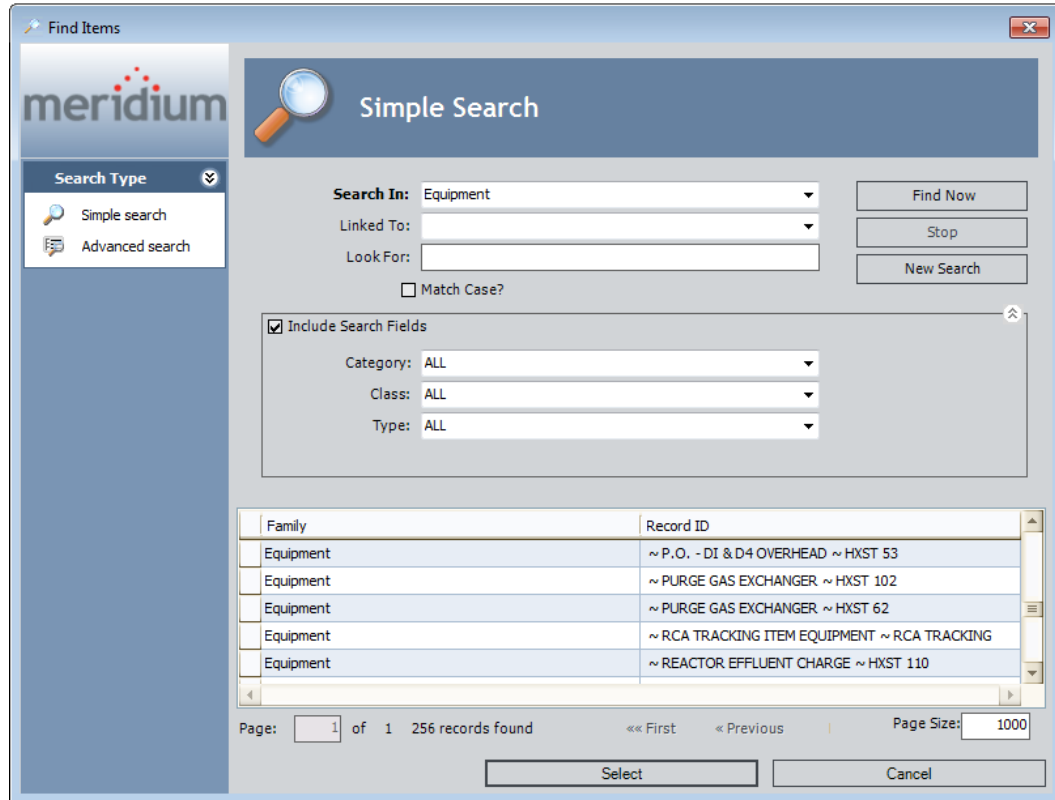 Find Items
meridium
Simple Search
Search Type
Simple search
Advanced search
Search In: Equipment
Find Now
Linked To:
Stop
Look For:
New Search
Match Case?
Include Search Fields
Category: ALL
Class: ALL
Type: ALL
Family Record ID
Equipment ~ P.O. - DI & D4 OVERHEAD ~ HXST 53
Equipment ~ PURGE GAS EXCHANGER ~ HXST 102
Equipment ~ PURGE GAS EXCHANGER ~ HXST 62
Equipment ~ RCA TRACKING ITEM EQUIPMENT ~ RCA TRACKING
Equipment ~ REACTOR EFFLUENT CHARGE ~ HXST 110
Page: 1 of 1 256 records found «« First « Previous Page Size: 1000
Select Cancel